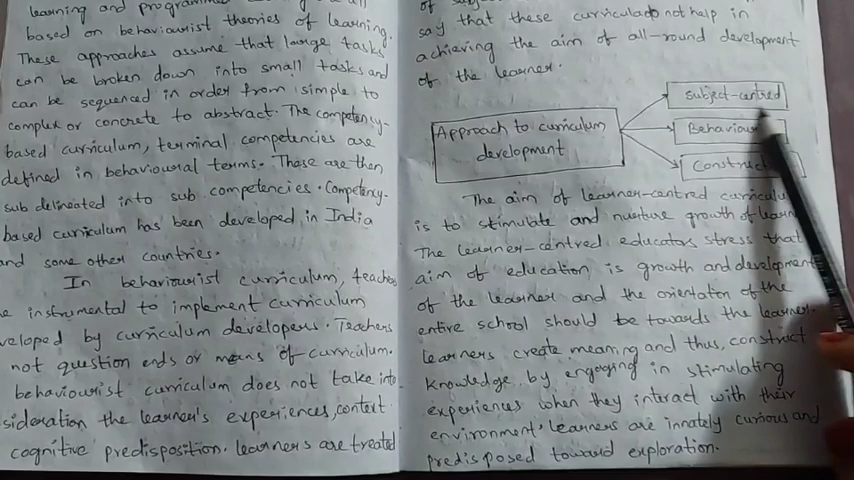 learning and programme
based on behaviourist theories of learning.
These approaches assume that large tasks
can be broken down into small tasks and
can be sequenced in order from simple to
complex or concrete to abstract. The competency-
based curriculum, terminal competencies are
defined in behavioural terms. These are then
sub delineated into sub competencies. Competency-
based curriculum has been developed in India
and some other countries.
In behaviourist curriculum, teachers
instrumental to implement curriculum
veloped by curriculum developers. Teachers
not question ends or means of curriculum.
behaviourist curriculum does not take into
sideration the learner's experiences, context
cognitive predisposition. learners are treated
say that these curricula do not help in
achieving the aim of all-round development
of the learner.
Approach to curriculum
development
Subject-centred
Behaviou
Construct
The aim of learner-centred curriculu
is to stimulate and nurture growth of learn
The learner-centred educators stress that
aim of education is growth and development
of the learner and the orientaton of the
entire school should be towards the learner.
learners create meaning and thus, construct
knowledge by engaging in stimulating
experiences when they interact with their
environment. learners are innately curious and
predisposed toward exploration.